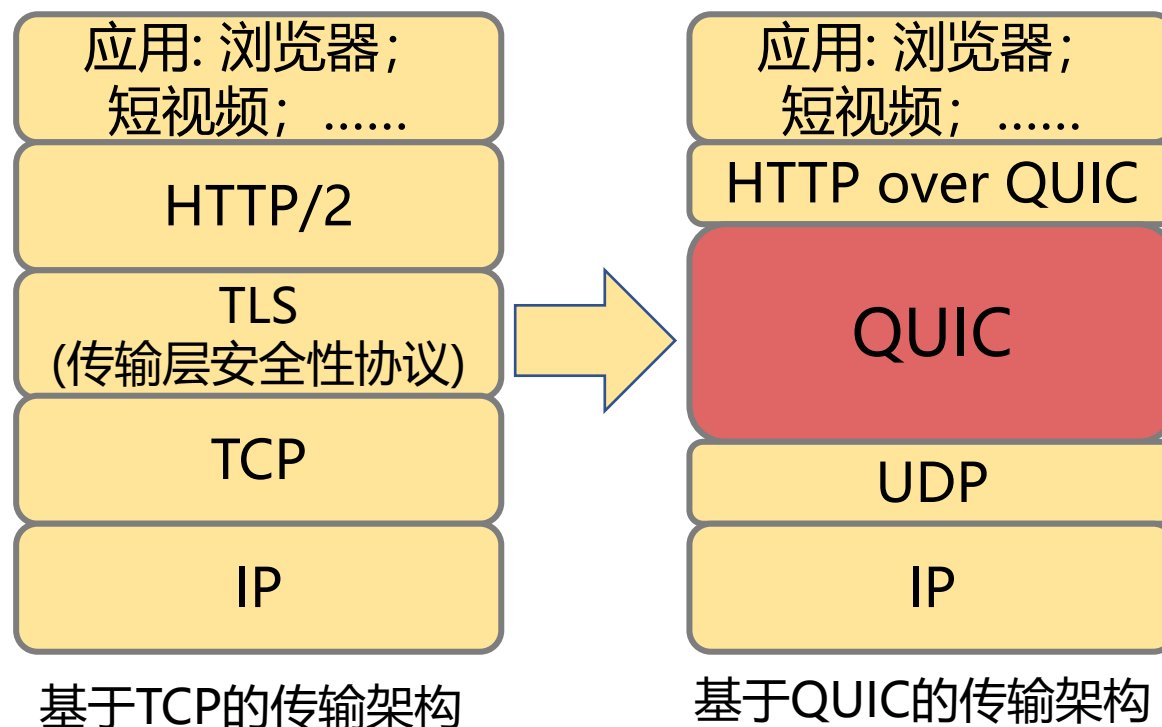 应用: 浏览器；
短视频；……
HTTP/2
TLS
(传输层安全性协议)
TCP
IP
基于TCP的传输架构
应用: 浏览器；
短视频；……
HTTP over QUIC
QUIC
UDP
IP
基于QUIC的传输架构